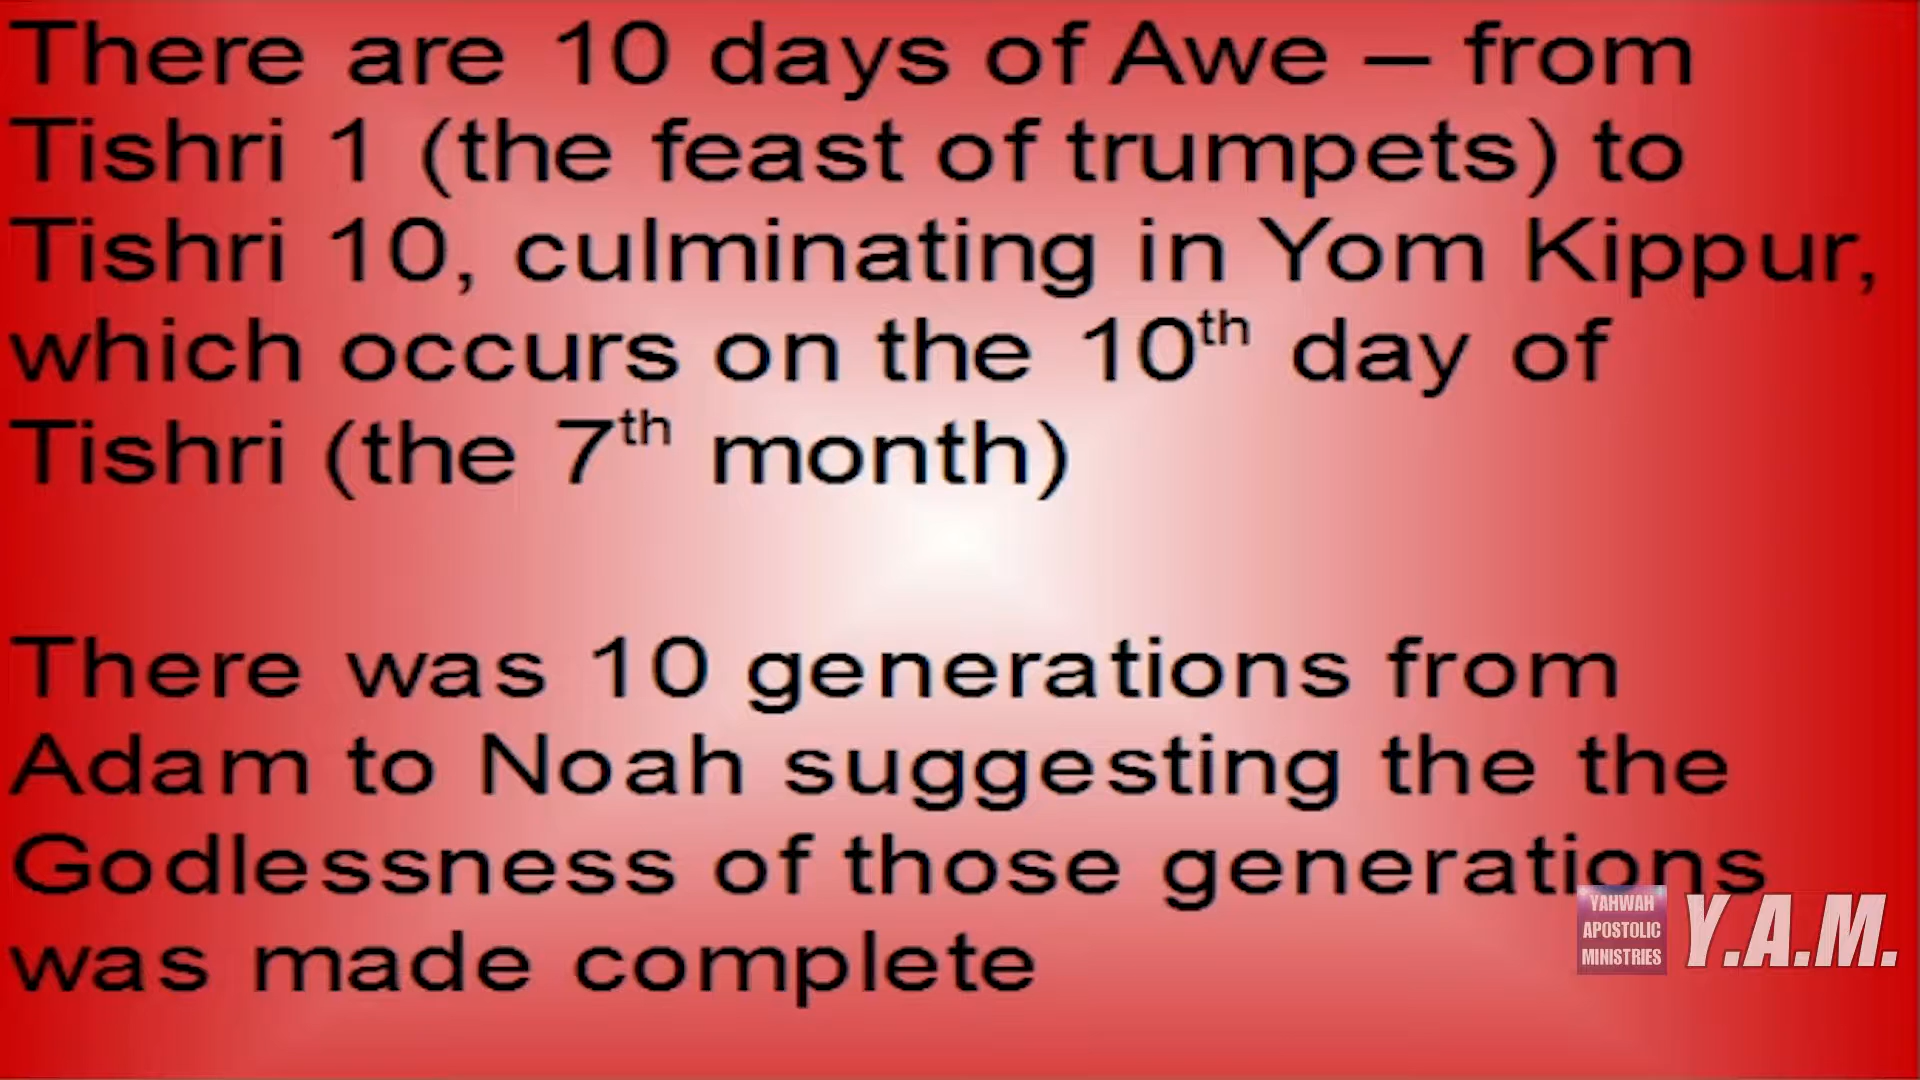 There are 10 days of Awe – from
Tishri 1 (the feast of trumpets) to
Tishri 10, culminating in Yom Kippur,
which occurs on the 10th day of
Tishri (the 7th month)
There was 10 generations from
Adam to Noah suggesting the the
Godlessness of those generations
was made complete
YAHWAH
APOSTOLIC
MINISTRIES
Y.A.M.